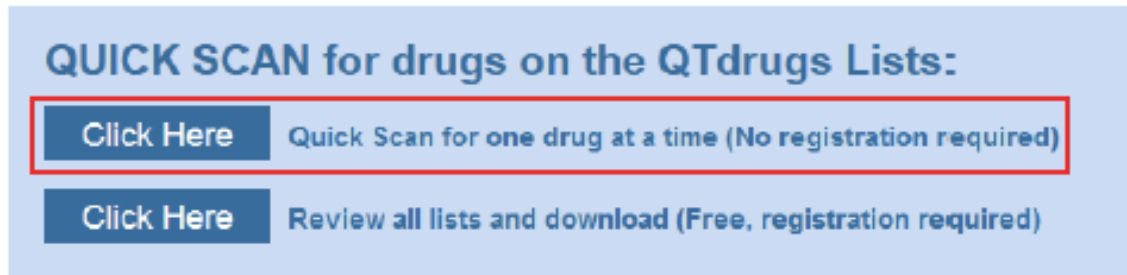 QUICK SCAN for drugs on the QTdrugs Lists:
Click Here Quick Scan for one drug at a time (No registration required)
Click Here Review all lists and download (Free, registration required)